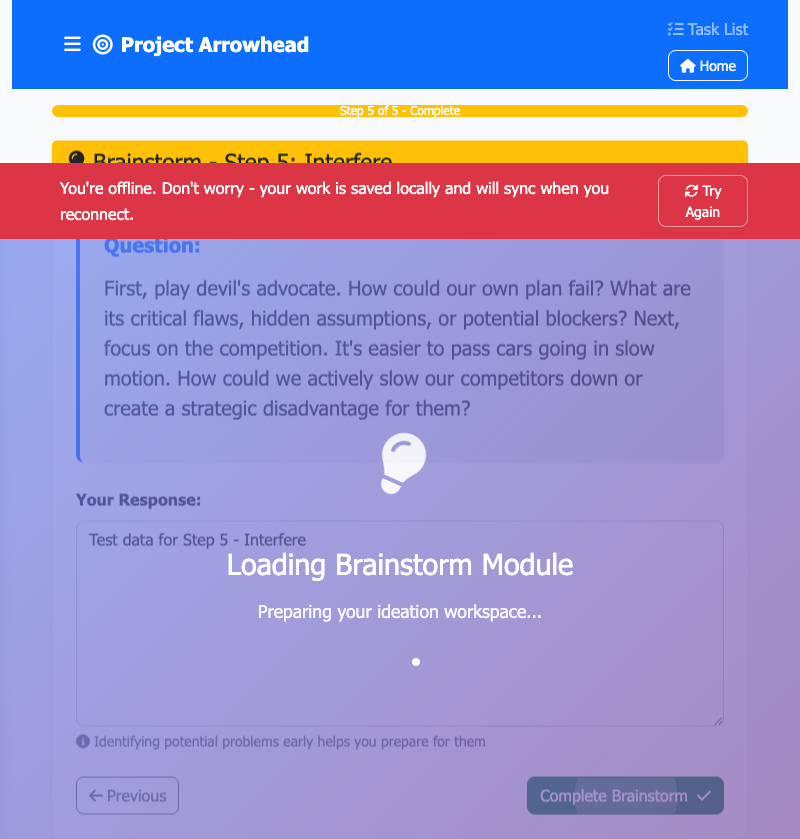 Project Arrowhead
Task List
Home
Step 5 of 5 - Complete
Brainstorm - Step 5: Interfere
You're offline. Don't worry - your work is saved locally and will sync when you
reconnect.
Try
Again
Question:
First, play devil's advocate. How could our own plan fail? What are
its critical flaws, hidden assumptions, or potential blockers? Next,
focus on the competition. It's easier to pass cars going in slow
motion. How could we actively slow our competitors down or
create a strategic disadvantage for them?
Your Response:
Test data for Step 5 - Interfere
Loading Brainstorm Module
Preparing your ideation workspace...
Identifying potential problems early helps you prepare for them
Previous
Complete Brainstorm